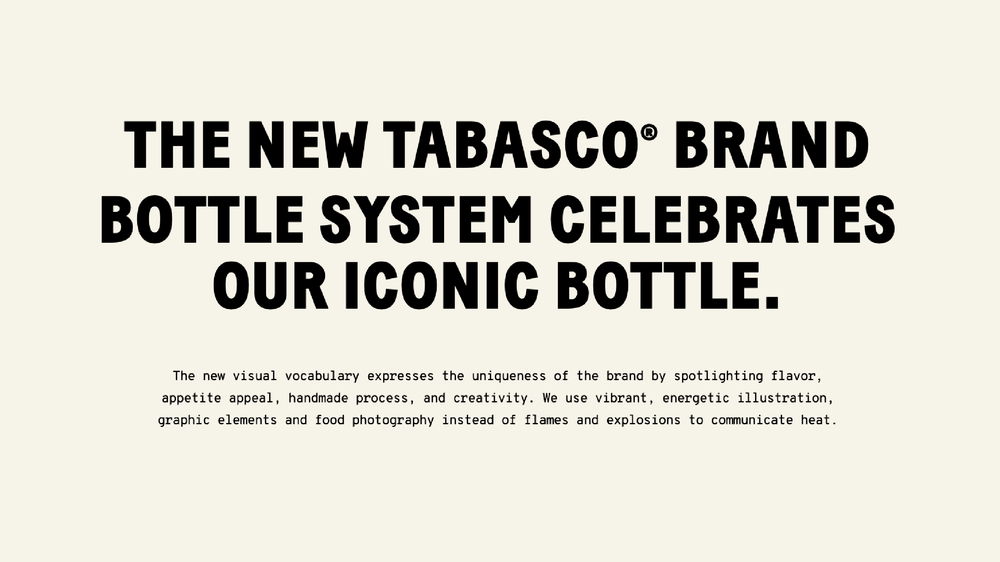 THE NEW TABASCO® BRAND
BOTTLE SYSTEM CELEBRATES
OUR ICONIC BOTTLE.
The new visual vocabulary expresses the uniqueness of the brand by spotlighting flavor,
appetite appeal, handmade process, and creativity. We use vibrant, energetic illustration,
graphic elements and food photography instead of flames and explosions to communicate heat.